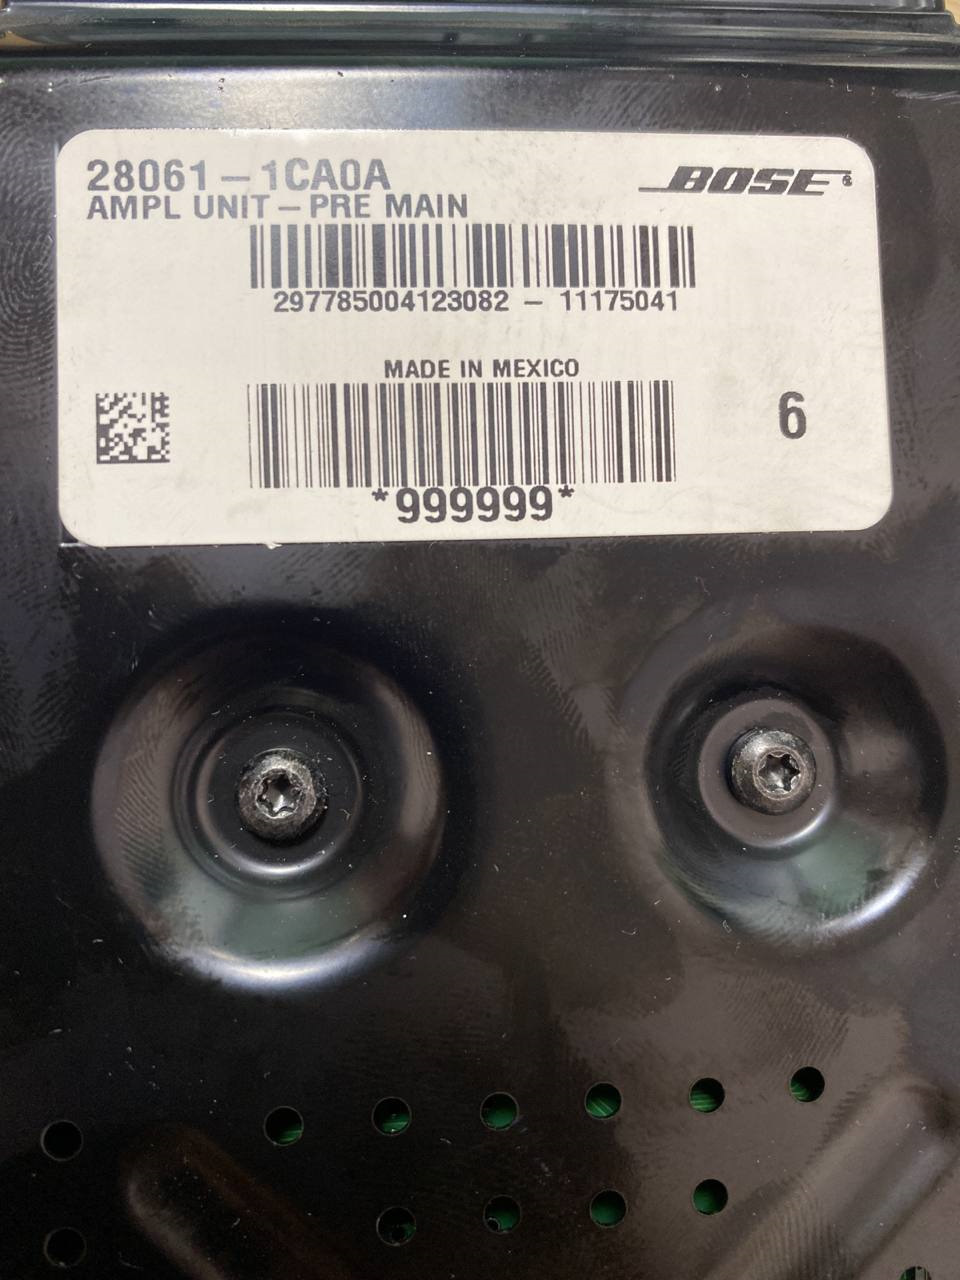 28061-1CA0A
BOSE®
AMPL UNIT-PRE MAIN
297785004123082 - 11175041
MADE IN MEXICO
6
*999999*